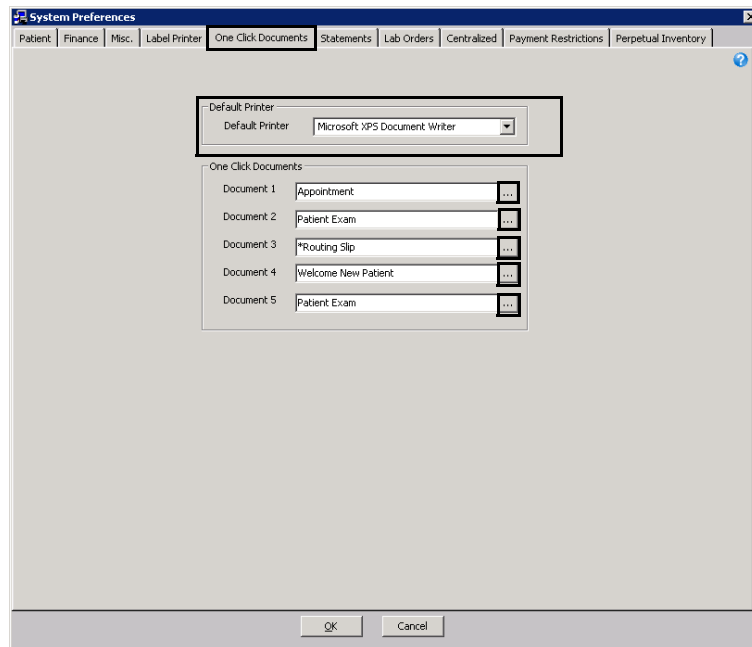 System Preferences
Patient Finance Misc. Label Printer One Click Documents Statements Lab Orders Centralized Payment Restrictions Perpetual Inventory
?
Default Printer
Default Printer Microsoft XPS Document Writer
One Click Documents
Document 1 Appointment ...
Document 2 Patient Exam ...
Document 3 *Routing Slip ...
Document 4 Welcome New Patient ...
Document 5 Patient Exam ...
OK Cancel